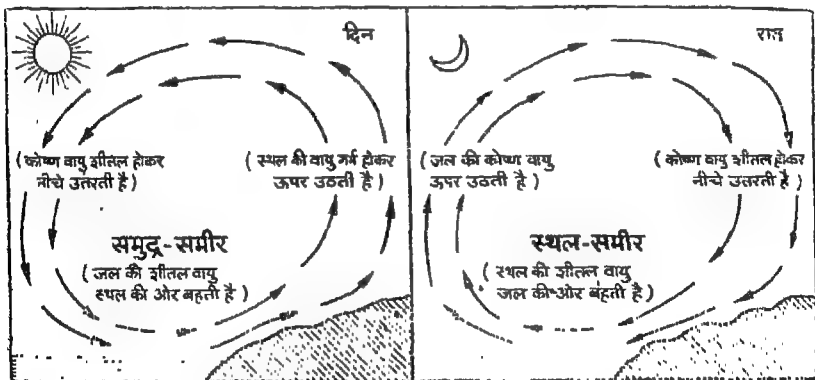 दिन
( कोष्ण वायु शीतल होकर
नीचे उतरती है )
( स्थल की वायु गर्म होकर
ऊपर उठती है )
समुद्र-समीर
( जल की शीतल वायु
स्थल की ओर बहती है )
रात
( जल की कोष्ण वायु
ऊपर उठती है )
( कोष्ण वायु शीतल होकर
नीचे उतरती है )
स्थल-समीर
( स्थल की शीतल वायु
जल की ओर बहती है )